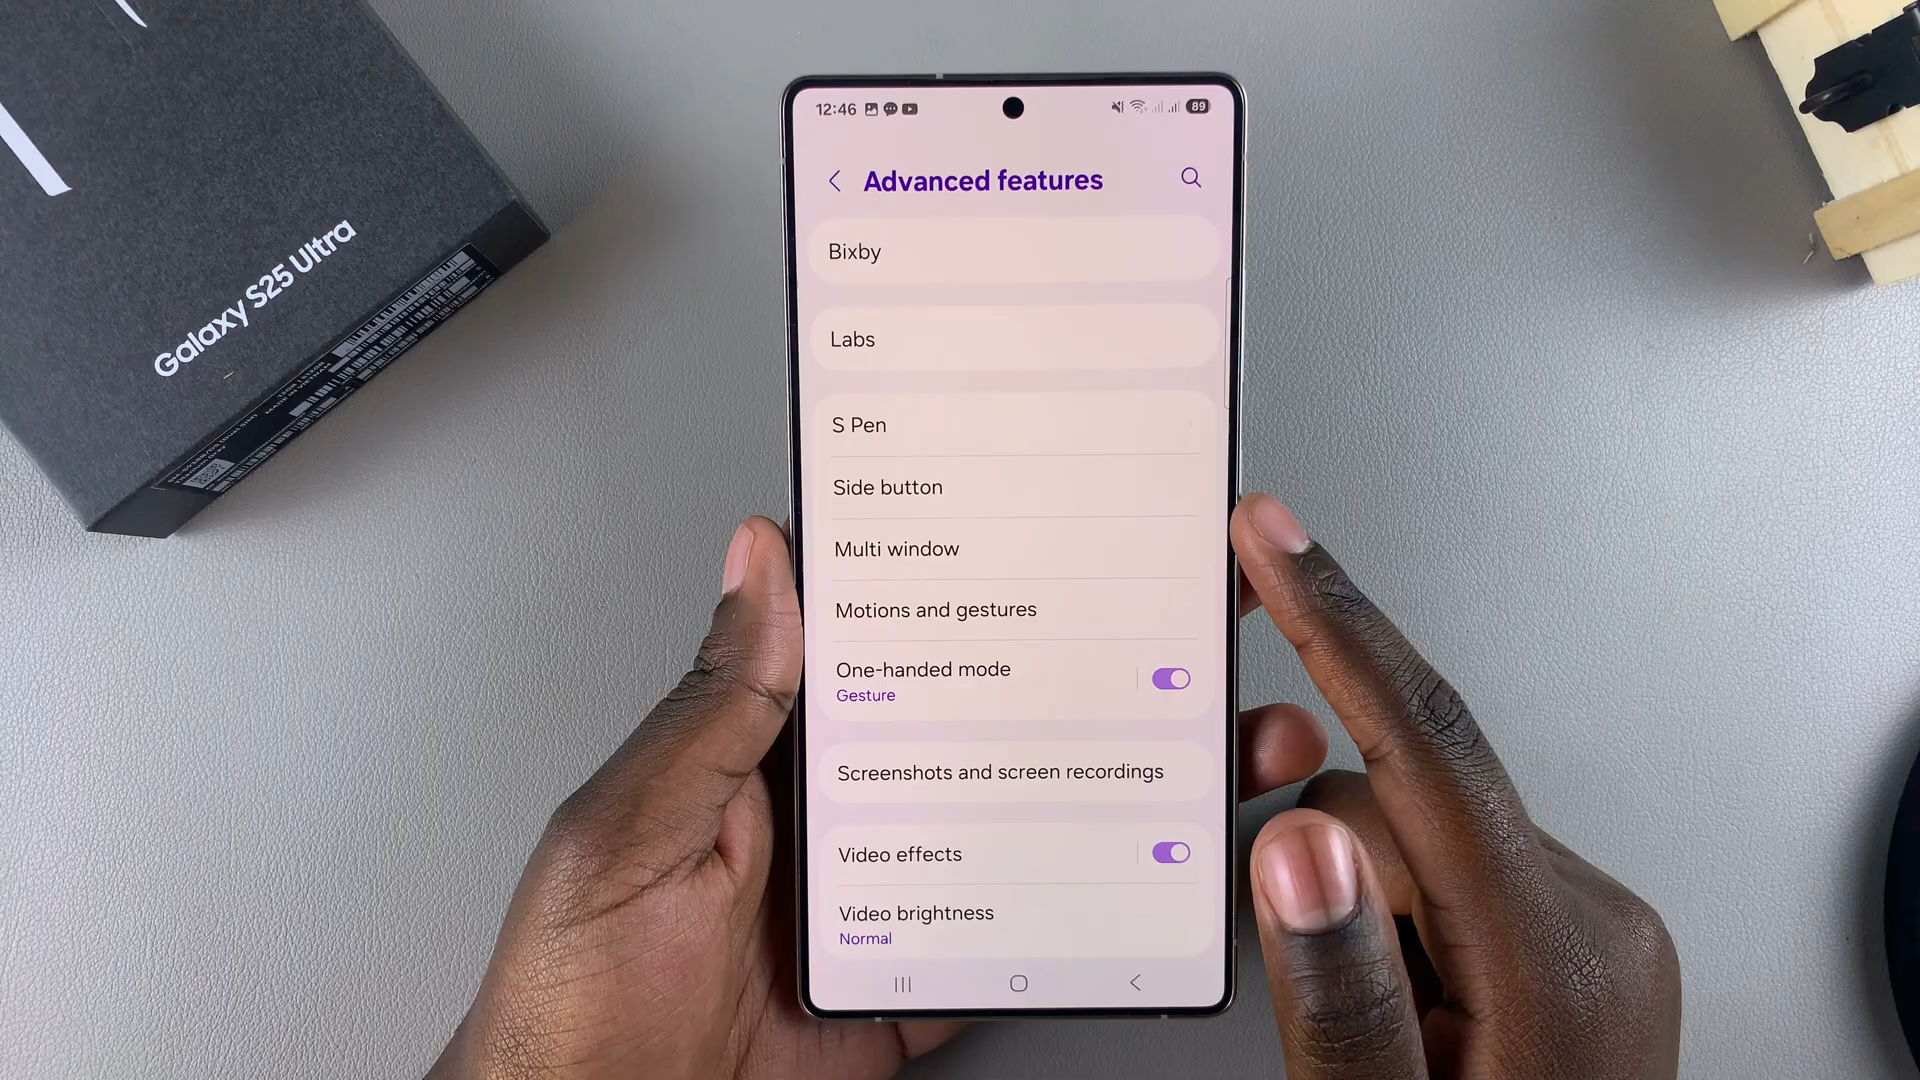 Galaxy S25 Ultra
12:46
89
Advanced features
Bixby
Labs
S Pen
Side button
Multi window
Motions and gestures
One-handed mode
Gesture
Screenshots and screen recordings
Video effects
Video brightness
Normal